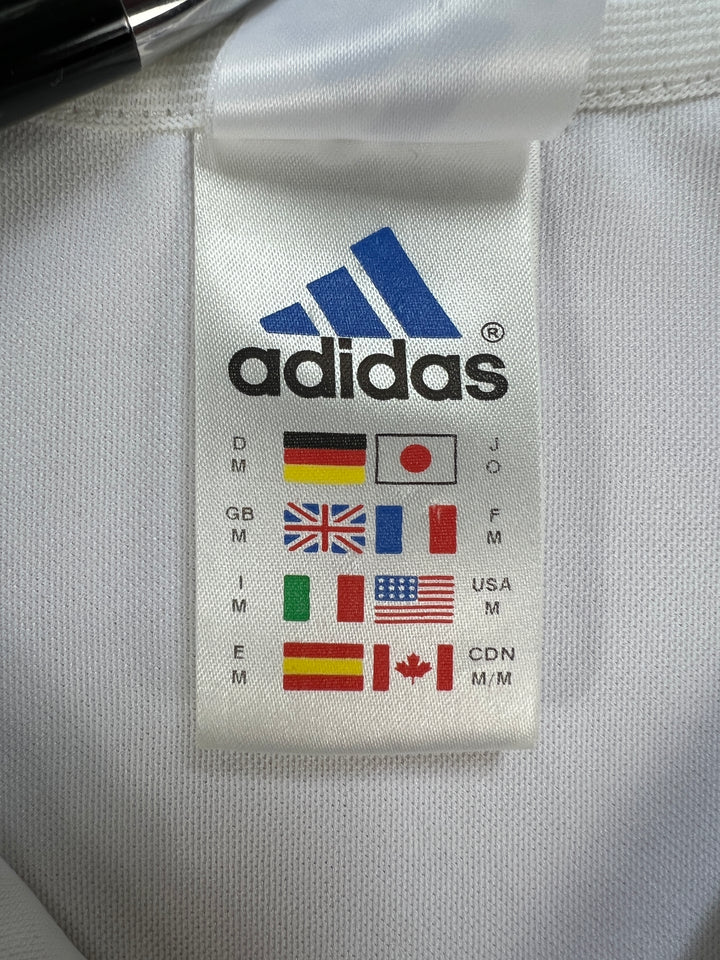 adidas®
D J
M O
GB F
M M
I USA
M M
E CDN
M M/M